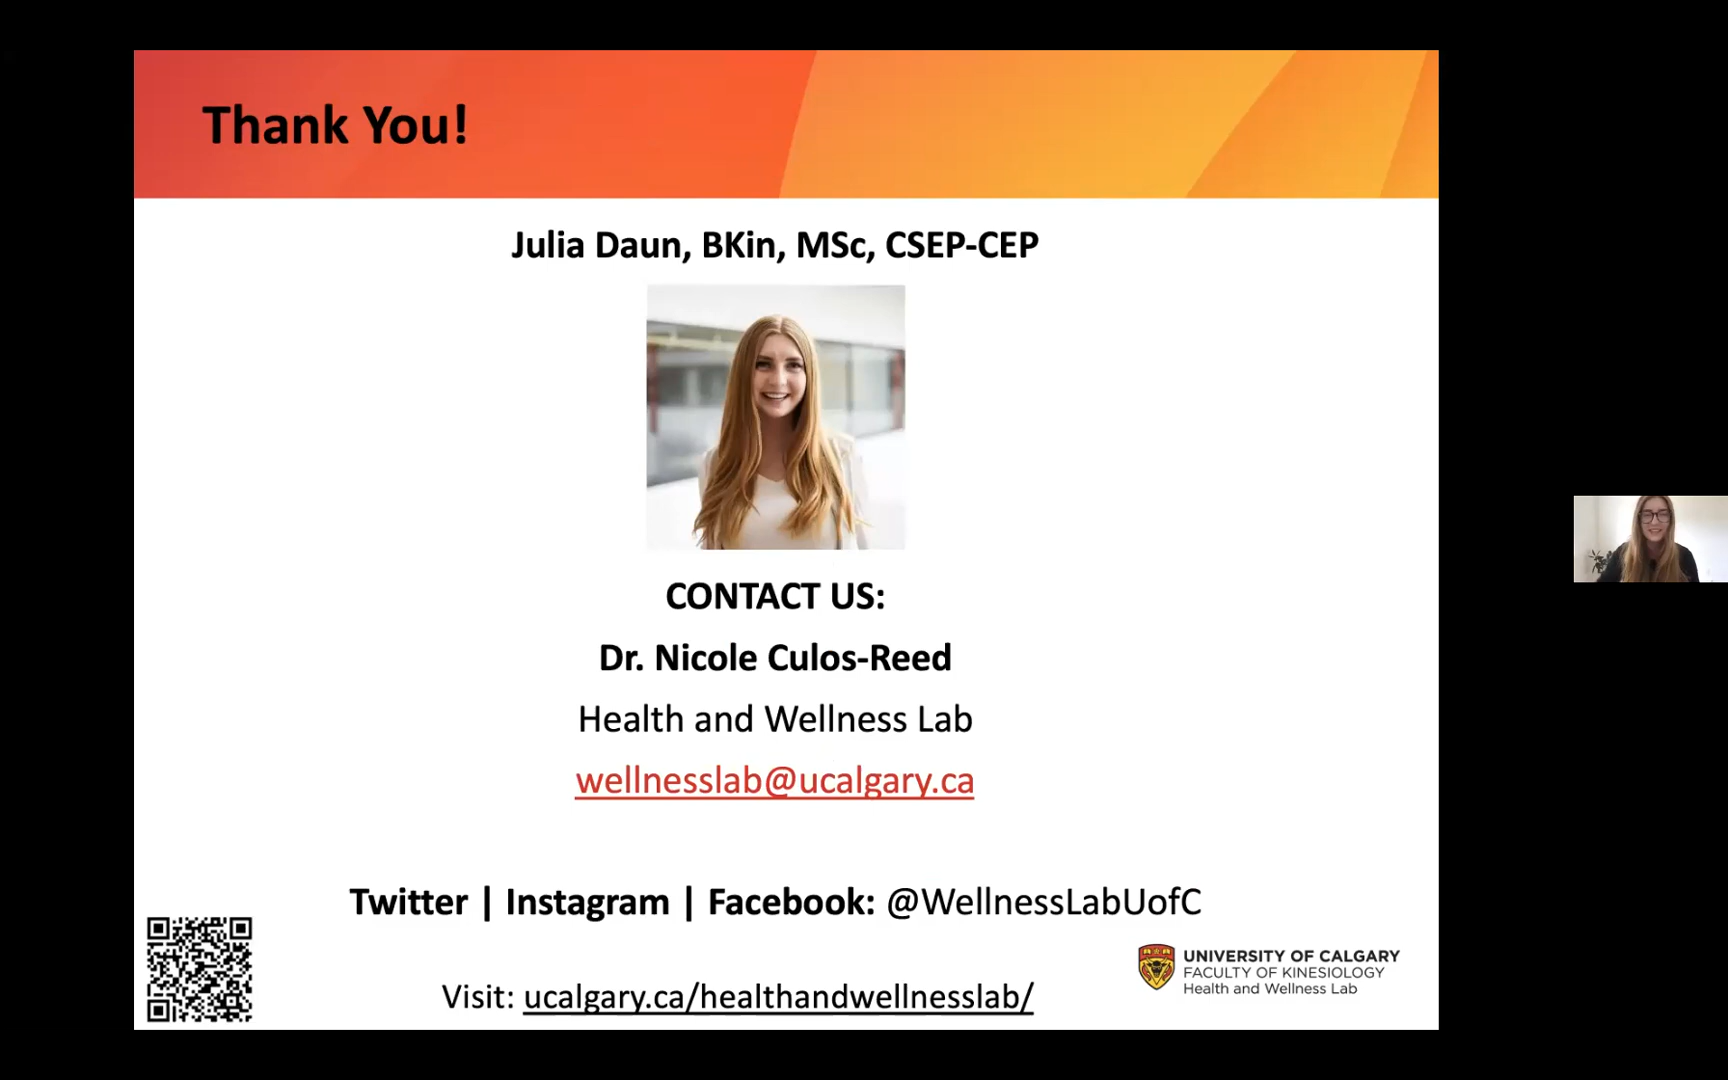 Thank You!
Julia Daun, BKin, MSc, CSEP-CEP
CONTACT US:
Dr. Nicole Culos-Reed
Health and Wellness Lab
wellnesslab@ucalgary.ca
Twitter | Instagram | Facebook: @WellnessLabUofC
UNIVERSITY OF CALGARY
FACULTY OF KINESIOLOGY
Health and Wellness Lab
Visit: ucalgary.ca/healthandwellnesslab/